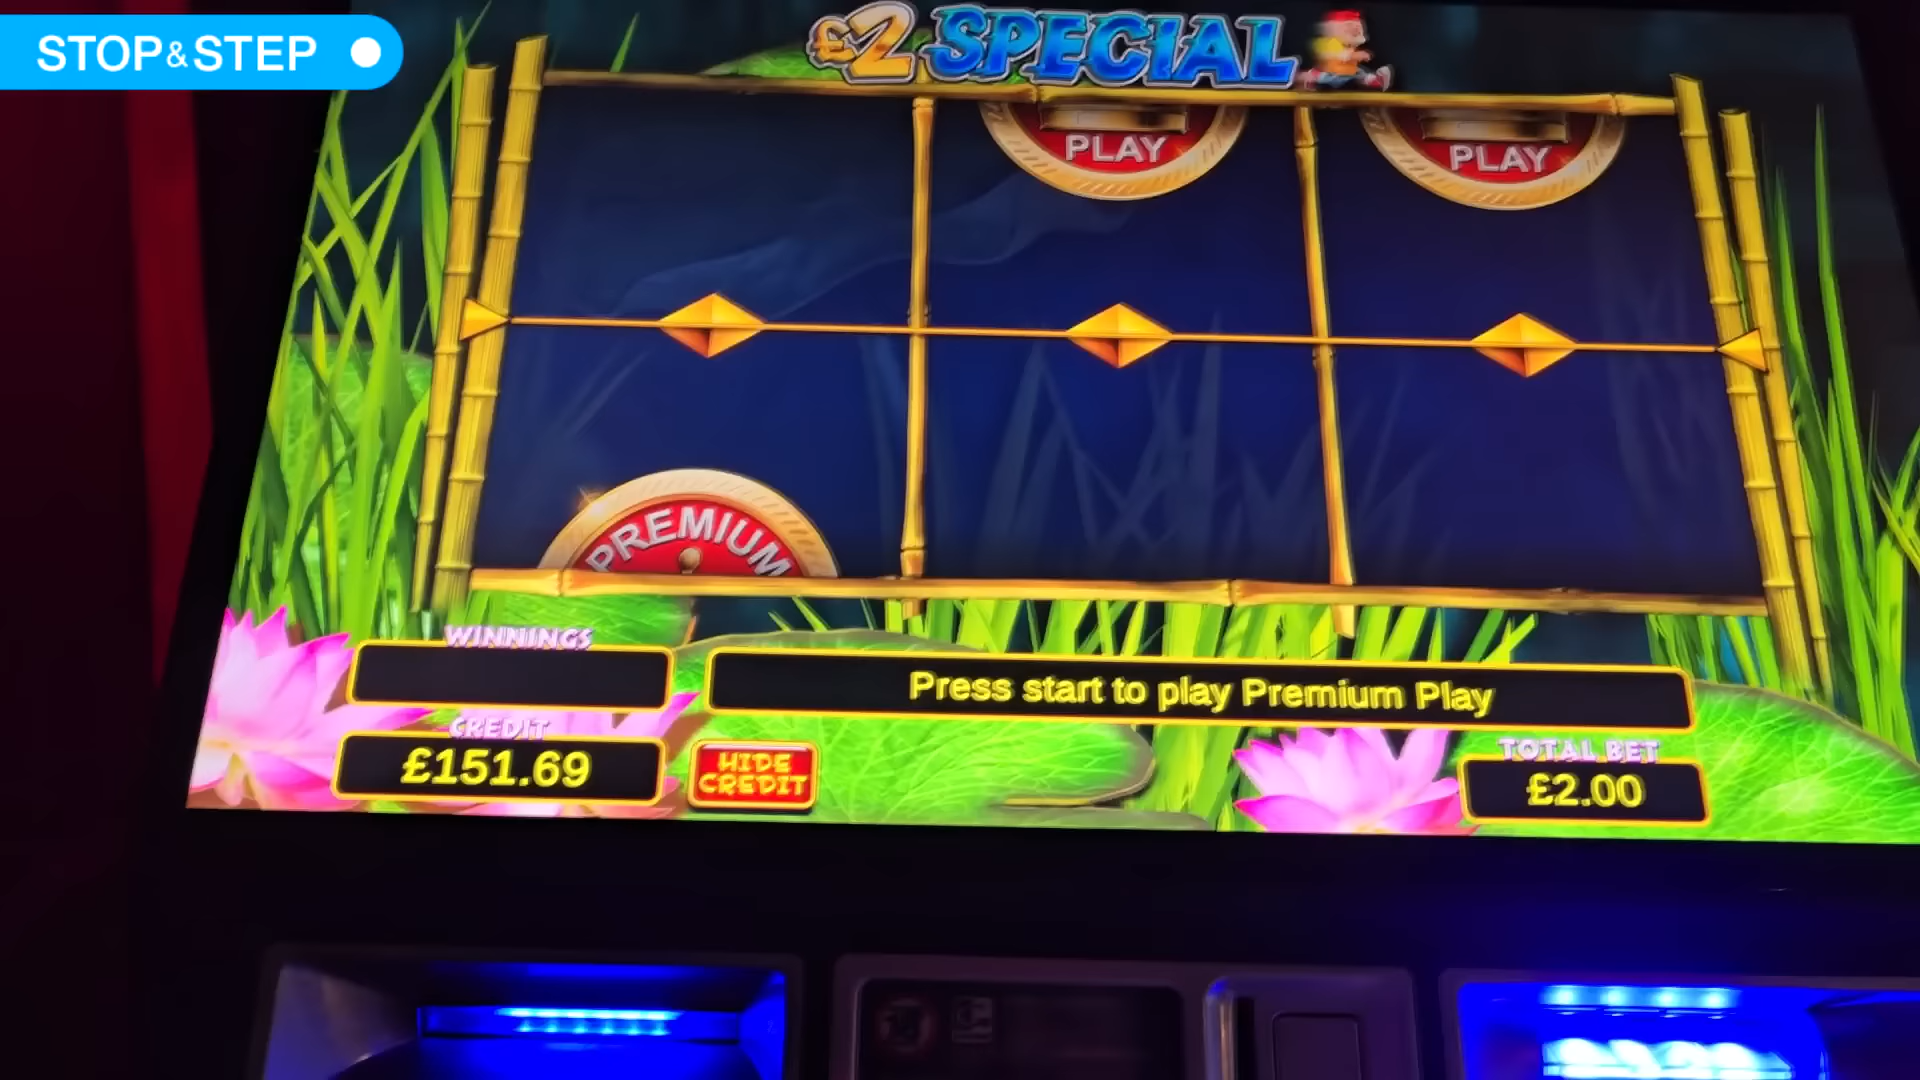 STOP&STEP
£2 SPECIAL
PLAY
PLAY
PREMIUM
WINNINGS
Press start to play Premium Play
CREDIT
£151.69
HIDE
CREDIT
TOTAL BET
£2.00